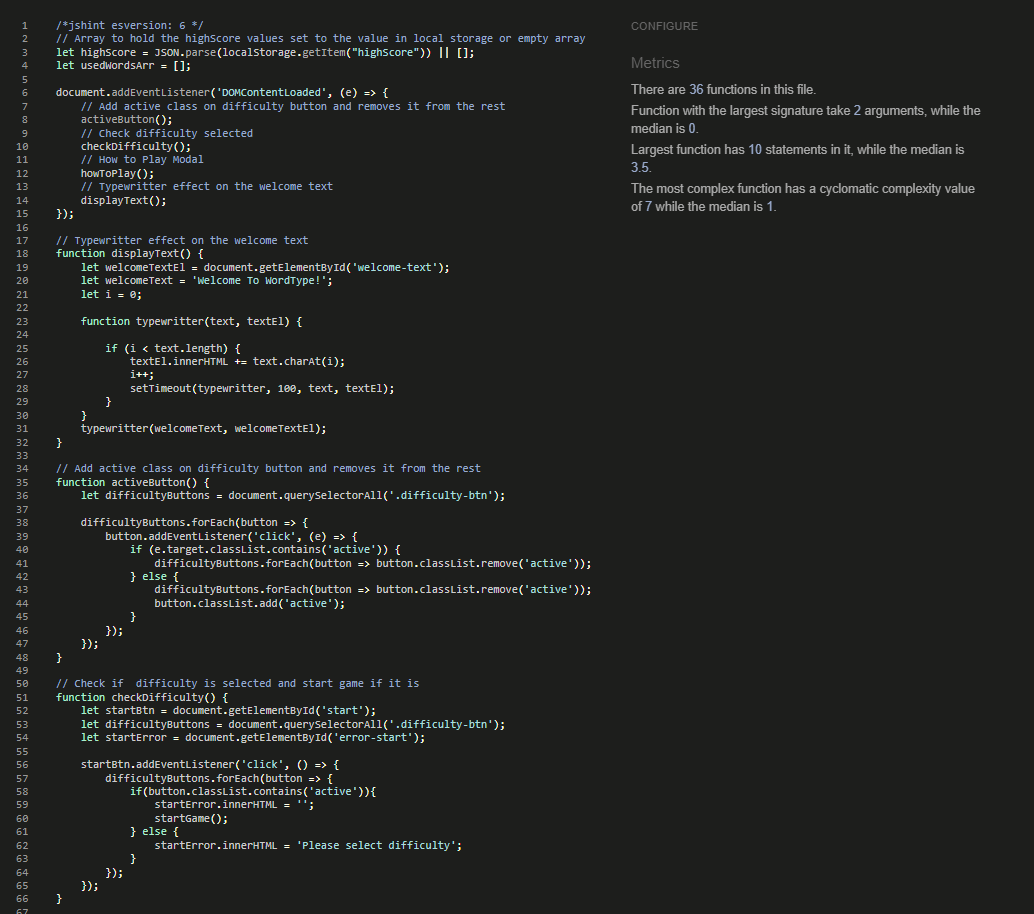 1 /*jshint esversion: 6 */
2 // Array to hold the highScore values set to the value in local storage or empty array
3 let highScore = JSON.parse(localStorage.getItem("highScore")) || [];
4 let usedWordsArr = [];
5
6 document.addEventListener('DOMContentLoaded', (e) => {
7     // Add active class on difficulty button and removes it from the rest
8     activeButton();
9     // Check difficulty selected
10     checkDifficulty();
11     // How to Play Modal
12     howToPlay();
13     // Typewriter effect on the welcome text
14     displayText();
15 });
16
17 // Typewritter effect on the welcome text
18 function displayText() {
19     let welcomeTextEl = document.getElementById('welcome-text');
20     let welcomeText = 'Welcome To WordType!';
21     let i = 0;
22
23     function typewritter(text, textEl) {
24
25         if (i < text.length) {
26             textEl.innerHTML += text.charAt(i);
27             i++;
28             setTimeout(typewritter, 100, text, textEl);
29         }
30     }
31     typewritter(welcomeText, welcomeTextEl);
32 }
33
34 // Add active class on difficulty button and removes it from the rest
35 function activeButton() {
36     let difficultyButtons = document.querySelectorAll('.difficulty-btn');
37
38     difficultyButtons.forEach(button => {
39         button.addEventListener('click', (e) => {
40             if (e.target.classList.contains('active')) {
41                 difficultyButtons.forEach(button => button.classList.remove('active'));
42             } else {
43                 difficultyButtons.forEach(button => button.classList.remove('active'));
44                 button.classList.add('active');
45             }
46         });
47     });
48 }
49
50 // Check if  difficulty is selected and start game if it is
51 function checkDifficulty() {
52     let startBtn = document.getElementById('start');
53     let difficultyButtons = document.querySelectorAll('.difficulty-btn');
54     let startError = document.getElementById('error-start');
55
56     startBtn.addEventListener('click', () => {
57         difficultyButtons.forEach(button => {
58             if(button.classList.contains('active')){
59                 startError.innerHTML = '';
60                 startGame();
61             } else {
62                 startError.innerHTML = 'Please select difficulty';
63             }
64         });
65     });
66 }
67
CONFIGURE
Metrics
There are 36 functions in this file.
Function with the largest signature take 2 arguments, while the
median is 0.
Largest function has 10 statements in it, while the median is
3.5.
The most complex function has a cyclomatic complexity value
of 7 while the median is 1.